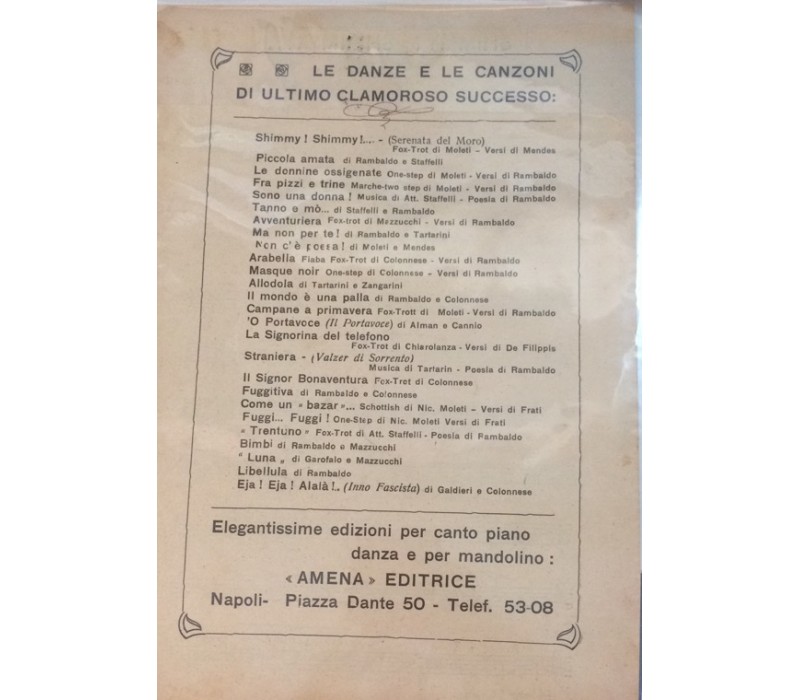 LE DANZE E LE CANZONI
DI ULTIMO CLAMOROSO SUCCESSO:
Shimmy! Shimmy!... - (Serenata del Moro)
Fox-Trot di Moleti - Versi di Mendes
Piccola amata di Rambaldo e Staffelli
Le donnine ossigenate One-step di Moleti - Versi di Rambaldo
Fra pizzi e trine Marche-two step di Moleti - Versi di Rambaldo
Sono una donna! Musica di Att. Staffelli - Poesia di Rambaldo
Tanno e mò... di Staffelli e Rambaldo
Avventuriera Fox-trot di Mazzucchi - Versi di Rambaldo
Ma non per te! di Rambaldo e Tartarini
Non c'è poesa! di Moleti e Mendes
Arabella Fiaba Fox-Trot di Colonnese - Versi di Rambaldo
Masque noir One-step di Colonnese - Versi di Rambaldo
Allodola di Tartarini e Zangarini
Il mondo è una palla di Rambaldo e Colonnese
Campane a primavera Fox-Trott di Moleti - Versi di Rambaldo
'O Portavoce (Il Portavoce) di Alman e Cannio
La Signorina del telefono
Fox-Trot di Chiarolanza - Versi di De Filippis
Straniera - (Valzer di Sorrento)
Musica di Tartarin - Poesia di Rambaldo
Il Signor Bonaventura Fox-Trot di Colonnese
Fuggitiva di Rambaldo e Colonnese
Come un « bazar »... Schottish di Nic. Moleti - Versi di Frati
Fuggi... Fuggi! One-Step di Nic. Moleti Versi di Frati
« Trentuno » Fox-Trot di Att. Staffelli - Poesia di Rambaldo
Bimbi di Rambaldo e Mazzucchi
" Luna „ di Garofalo e Mazzucchi
Libellula di Rambaldo
Eja! Eja! Alalà!.. (Inno Fascista) di Galdieri e Colonnese
Elegantissime edizioni per canto piano
danza e per mandolino:
«AMENA» EDITRICE
Napoli- Piazza Dante 50 - Telef. 53-08